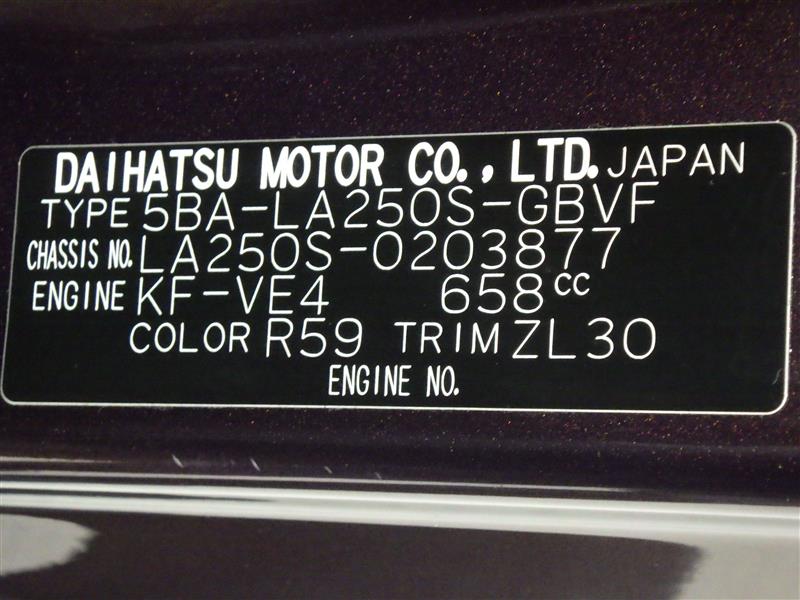 DAIHATSU MOTOR CO., LTD. JAPAN
TYPE 5BA-LA250S-GBVF
CHASSIS NO. LA250S-0203877
ENGINE KF-VE4 658cc
COLOR R59 TRIM ZL30
ENGINE NO.